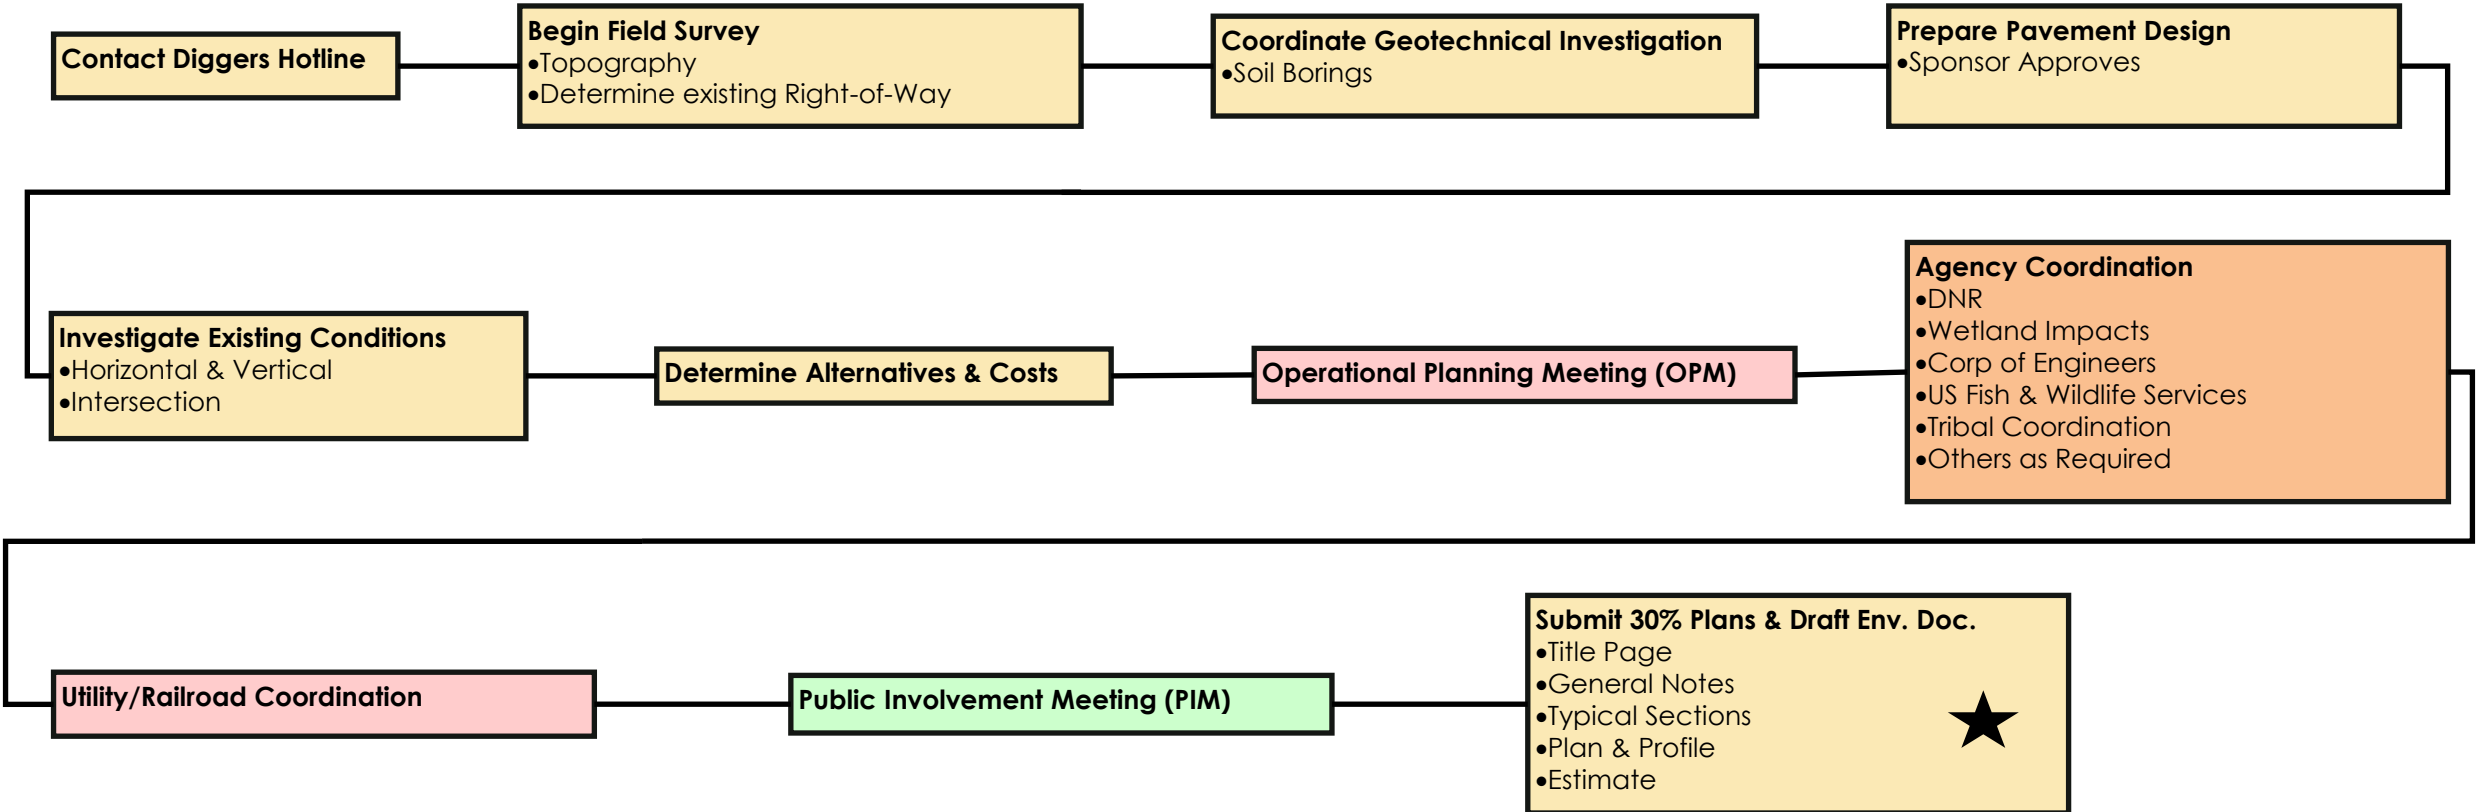 Contact Diggers Hotline
Begin Field Survey
•Topography
•Determine existing Right-of-Way
Coordinate Geotechnical Investigation
•Soil Borings
Prepare Pavement Design
•Sponsor Approves
Investigate Existing Conditions
•Horizontal & Vertical
•Intersection
Determine Alternatives & Costs
Operational Planning Meeting (OPM)
Agency Coordination
•DNR
•Wetland Impacts
•Corp of Engineers
•US Fish & Wildlife Services
•Tribal Coordination
•Others as Required
Utility/Railroad Coordination
Public Involvement Meeting (PIM)
Submit 30% Plans & Draft Env. Doc.
•Title Page
•General Notes
•Typical Sections
•Plan & Profile
•Estimate